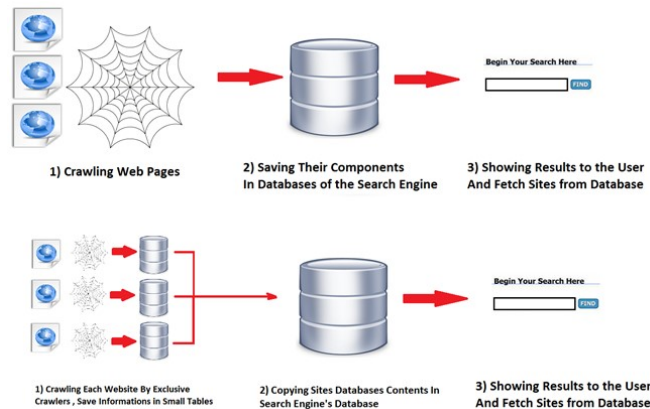 Begin Your Search Here
FIND
1) Crawling Web Pages
2) Saving Their Components
In Databases of the Search Engine
3) Showing Results to the User
And Fetch Sites from Database
Begin Your Search Here
FIND
1) Crawling Each Website By Exclusive
Crawlers , Save Informations in Small Tables
2) Copying Sites Databases Contents In
Search Engine's Database
3) Showing Results to the User
And Fetch Sites from Database